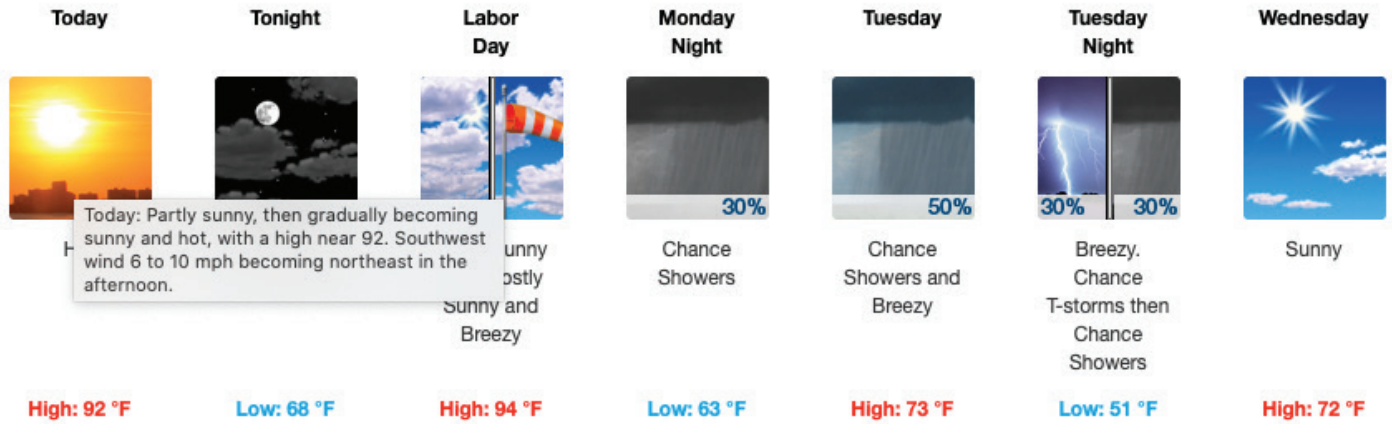 Today
Tonight
Labor
Day
Monday
Night
Tuesday
Tuesday
Night
Wednesday
30%
50%
30% 30%
Today: Partly sunny, then gradually becoming
sunny and hot, with a high near 92. Southwest
wind 6 to 10 mph becoming northeast in the
afternoon.
Sunny and
Breezy
Chance
Showers
Chance
Showers and
Breezy
Breezy.
Chance
T-storms then
Chance
Showers
Sunny
High: 92 °F
Low: 68 °F
High: 94 °F
Low: 63 °F
High: 73 °F
Low: 51 °F
High: 72 °F